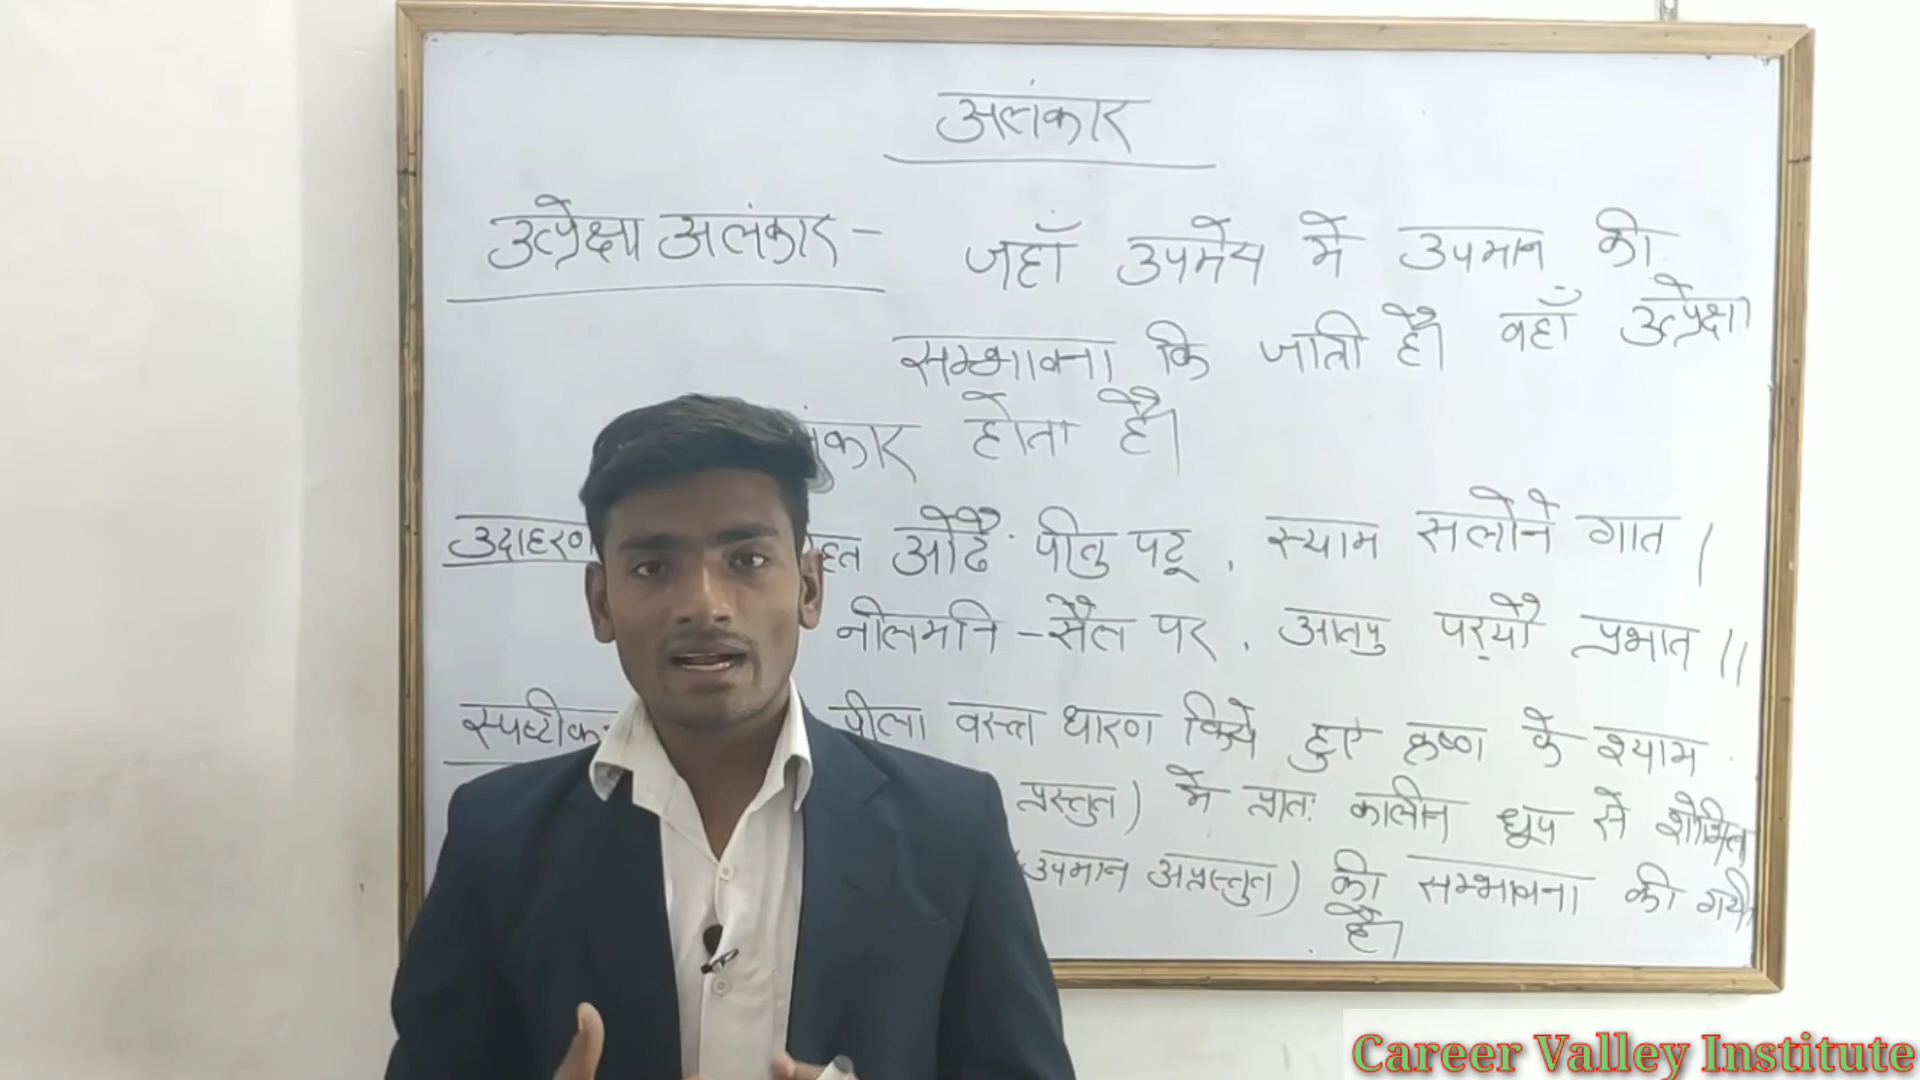 अलंकार
उत्प्रेक्षा अलंकार - जहाँ उपमेय में उपमान की
सम्भावना कि जाती है। वहाँ उत्प्रेक्षा
होता है।
उदाहरण ओढैं पीतु पटू, स्याम सलोने गात।
नीलमनि - सैल पर, आतपु पर्यौ प्रभात॥
पीला वस्त्त धारण किये हुए कृष्ण के श्याम
प्रस्तुत) में प्रातः कालीन धूप से शोभित
(उपमान अप्रस्तुत) की सम्भावना की गयी
है।
Career Valley Institute